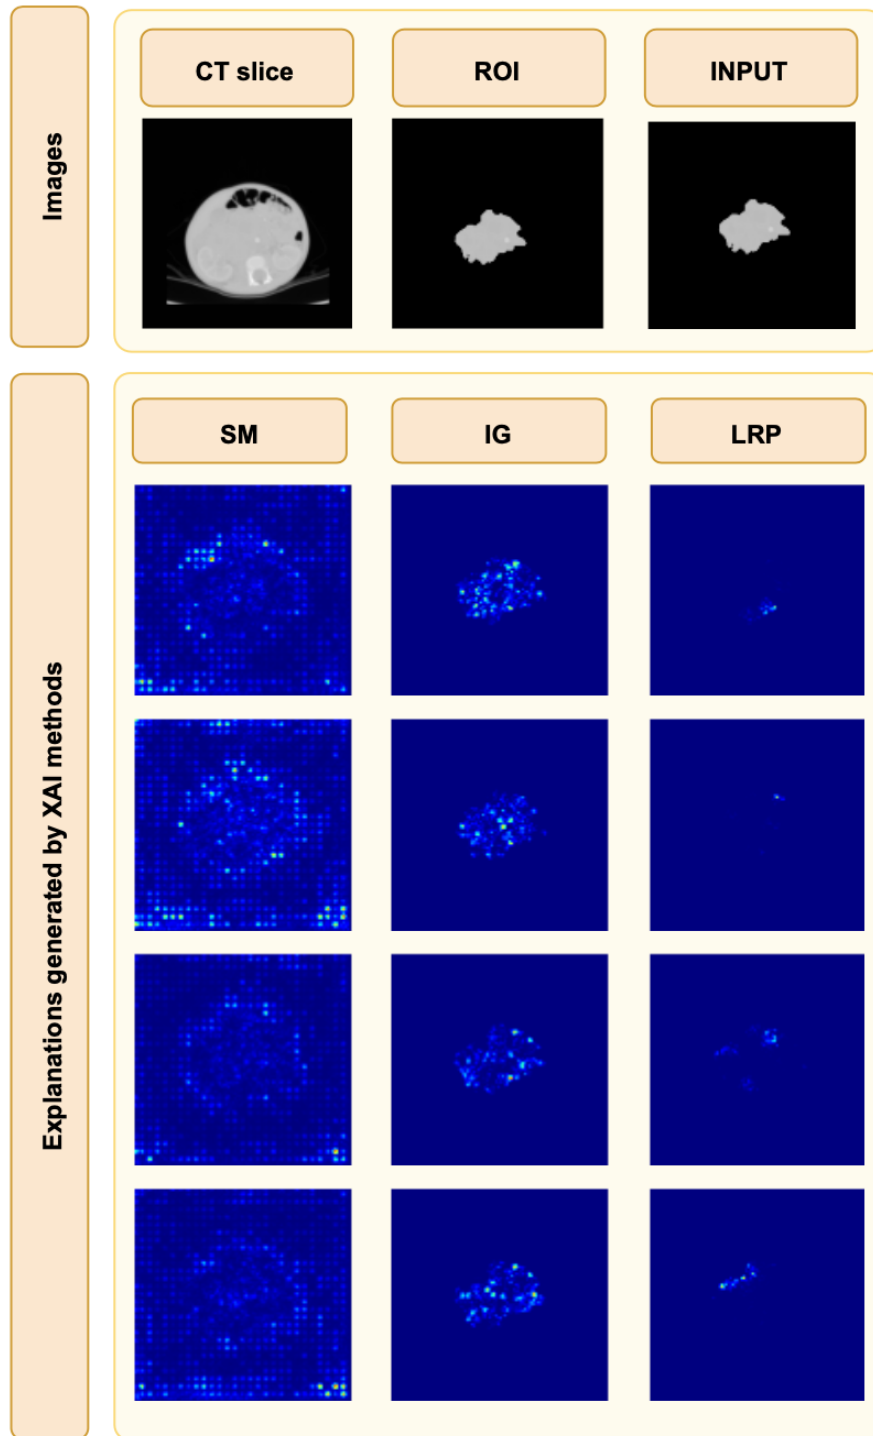 Images
CT slice
ROI
INPUT
Explanations generated by XAI methods
SM
IG
LRP